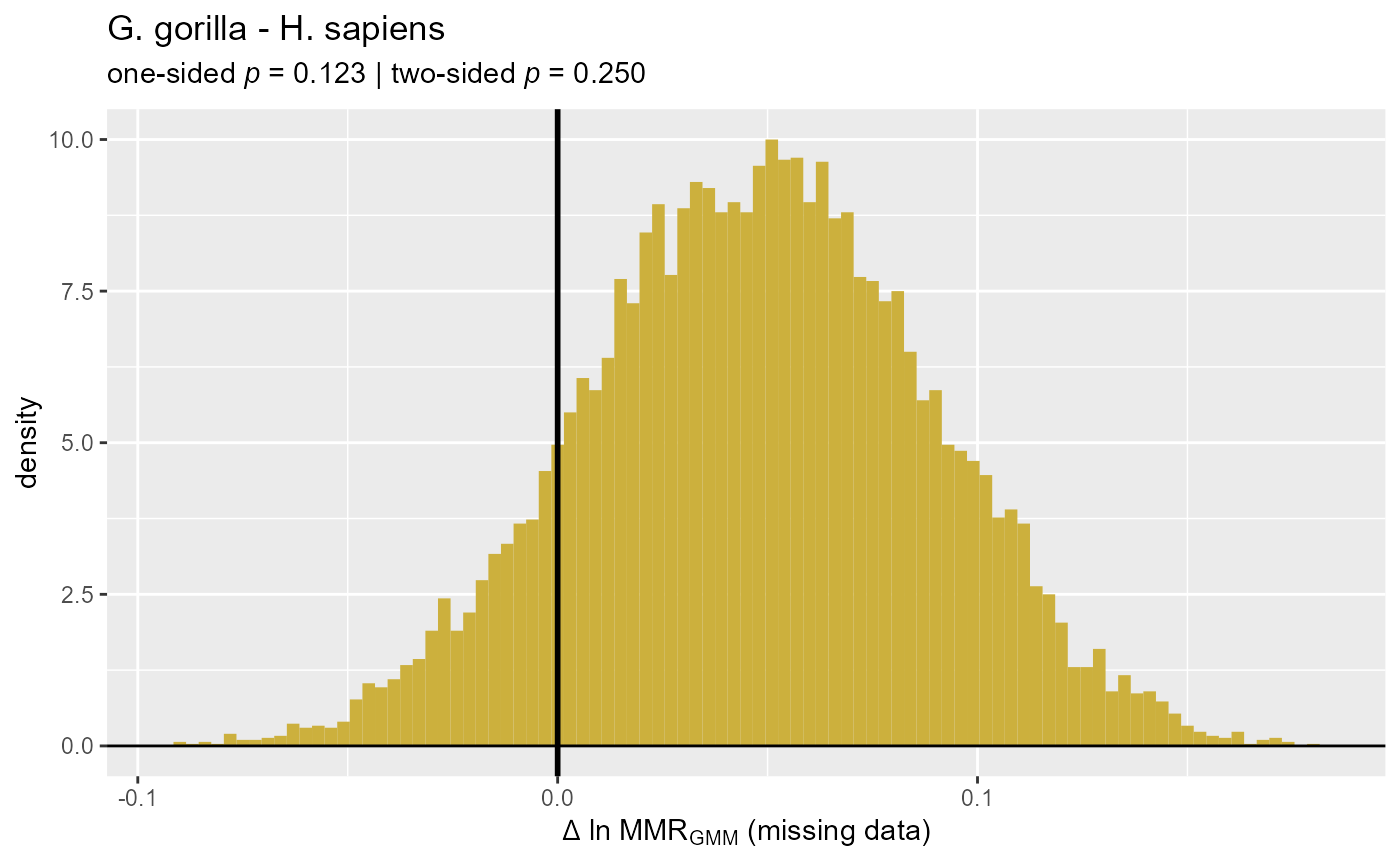 G. gorilla - H. sapiens
one-sided p = 0.123 | two-sided p = 0.250
10.0
7.5
5.0
2.5
0.0
density
-0.1
0.0
0.1
Δ ln MMR_GMM (missing data)